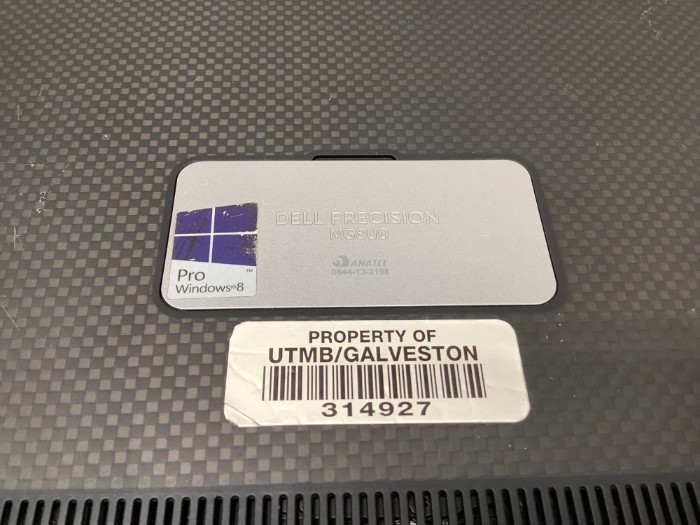 DELL PRECISION
M3800
ANATEL
Pro
Windows®8
PROPERTY OF
UTMB/GALVESTON
314927